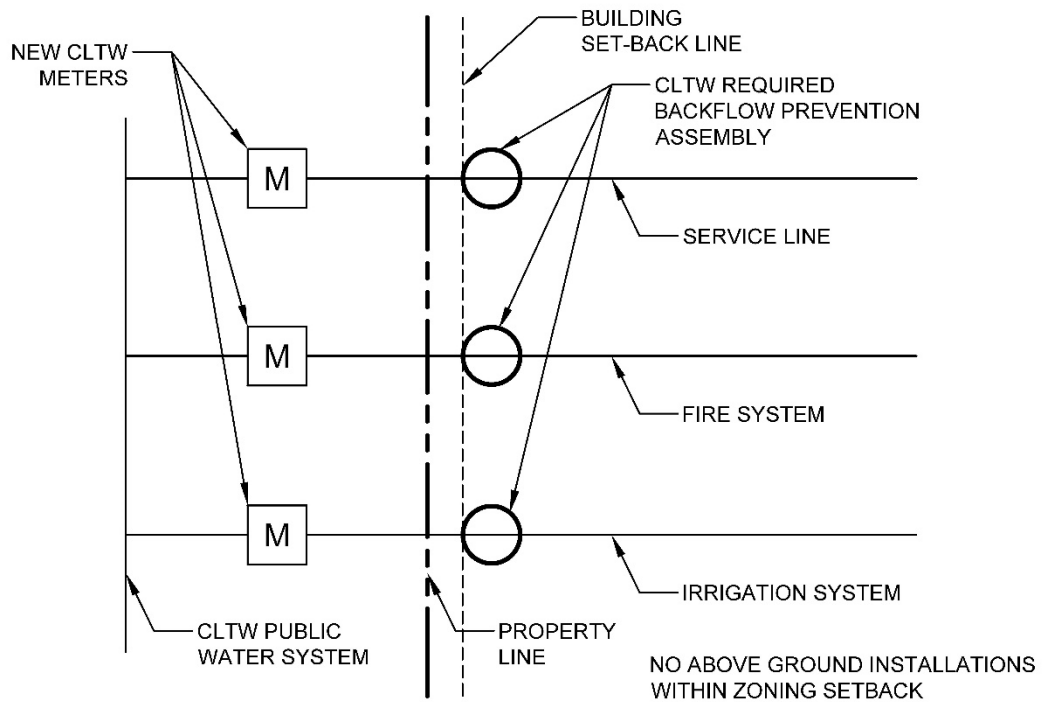 BUILDING
SET-BACK LINE
NEW CLTW
METERS
CLTW REQUIRED
BACKFLOW PREVENTION
ASSEMBLY
M
SERVICE LINE
M
FIRE SYSTEM
M
IRRIGATION SYSTEM
CLTW PUBLIC
WATER SYSTEM
PROPERTY
LINE
NO ABOVE GROUND INSTALLATIONS
WITHIN ZONING SETBACK